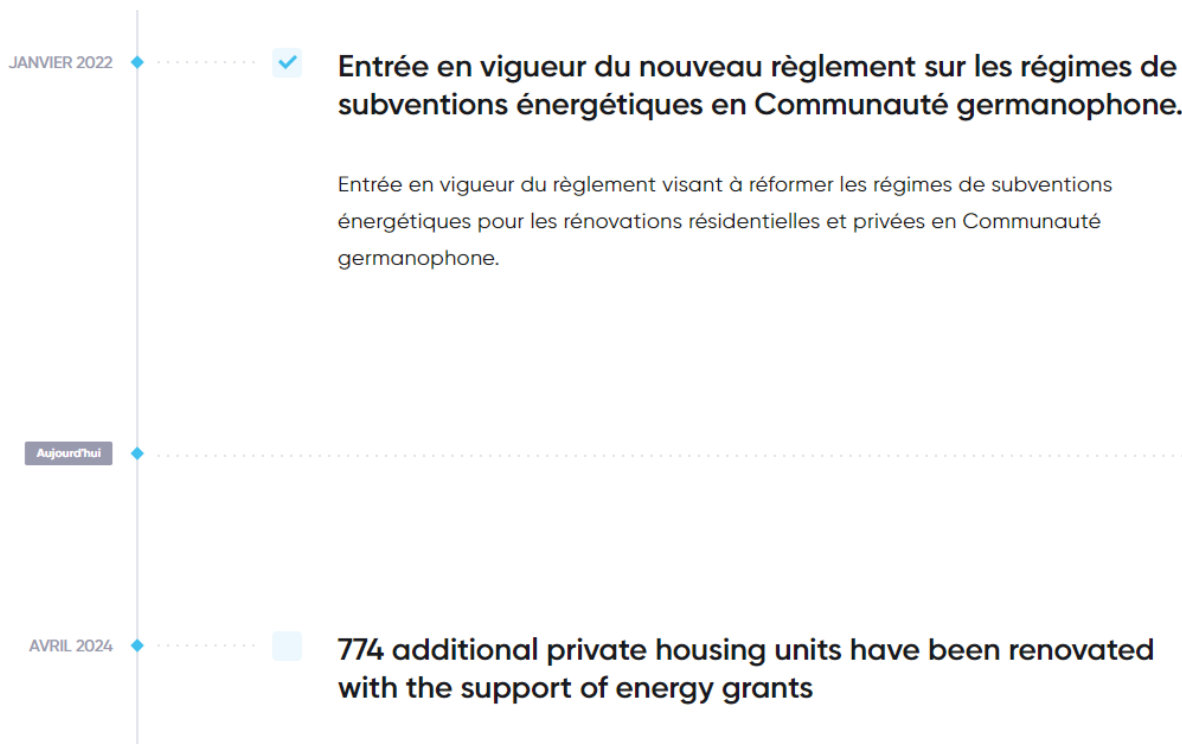 JANVIER 2022
Entrée en vigueur du nouveau règlement sur les régimes de
subventions énergétiques en Communauté germanophone.
Entrée en vigueur du règlement visant à réformer les régimes de subventions
énergétiques pour les rénovations résidentielles et privées en Communauté
germanophone.
Aujourd'hui
AVRIL 2024
774 additional private housing units have been renovated
with the support of energy grants